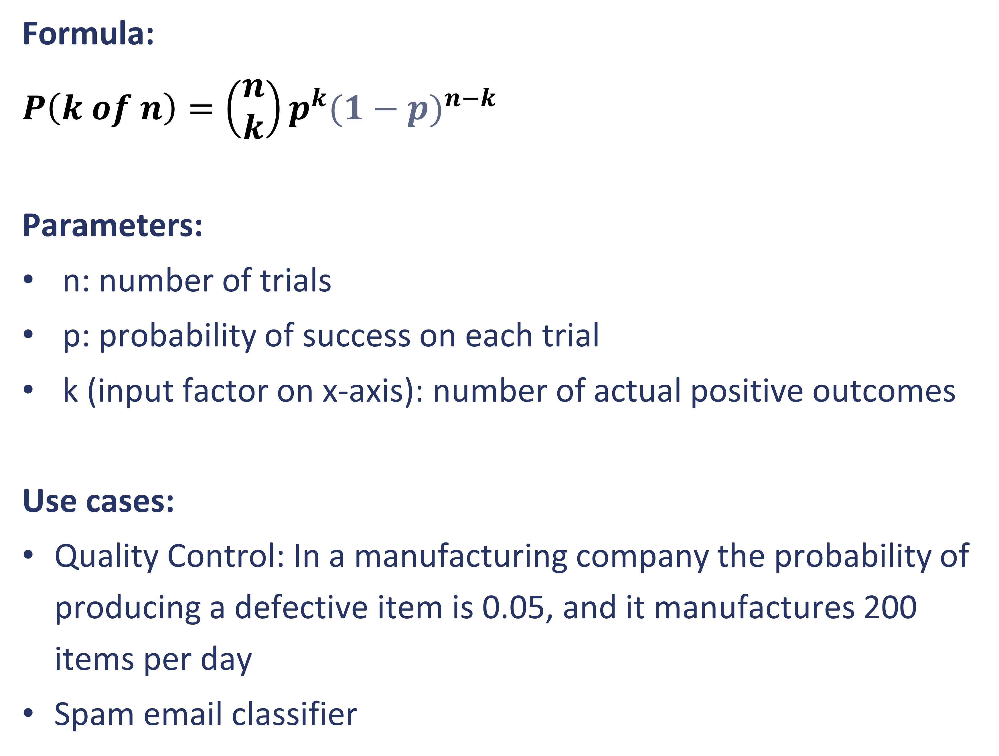 Formula:
P(k of n) = (n k) p^k (1 − p)^{n−k}
Parameters:
• n: number of trials
• p: probability of success on each trial
• k (input factor on x-axis): number of actual positive outcomes
Use cases:
• Quality Control: In a manufacturing company the probability of
producing a defective item is 0.05, and it manufactures 200
items per day
• Spam email classifier